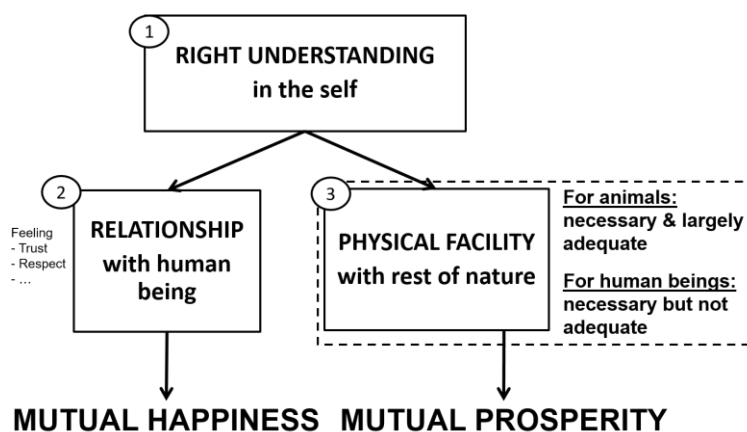 1
RIGHT UNDERSTANDING
in the self
2
RELATIONSHIP
with human
being
Feeling
- Trust
- Respect
- ...
3
PHYSICAL FACILITY
with rest of nature
For animals:
necessary & largely
adequate
For human beings:
necessary but not
adequate
MUTUAL HAPPINESS
MUTUAL PROSPERITY